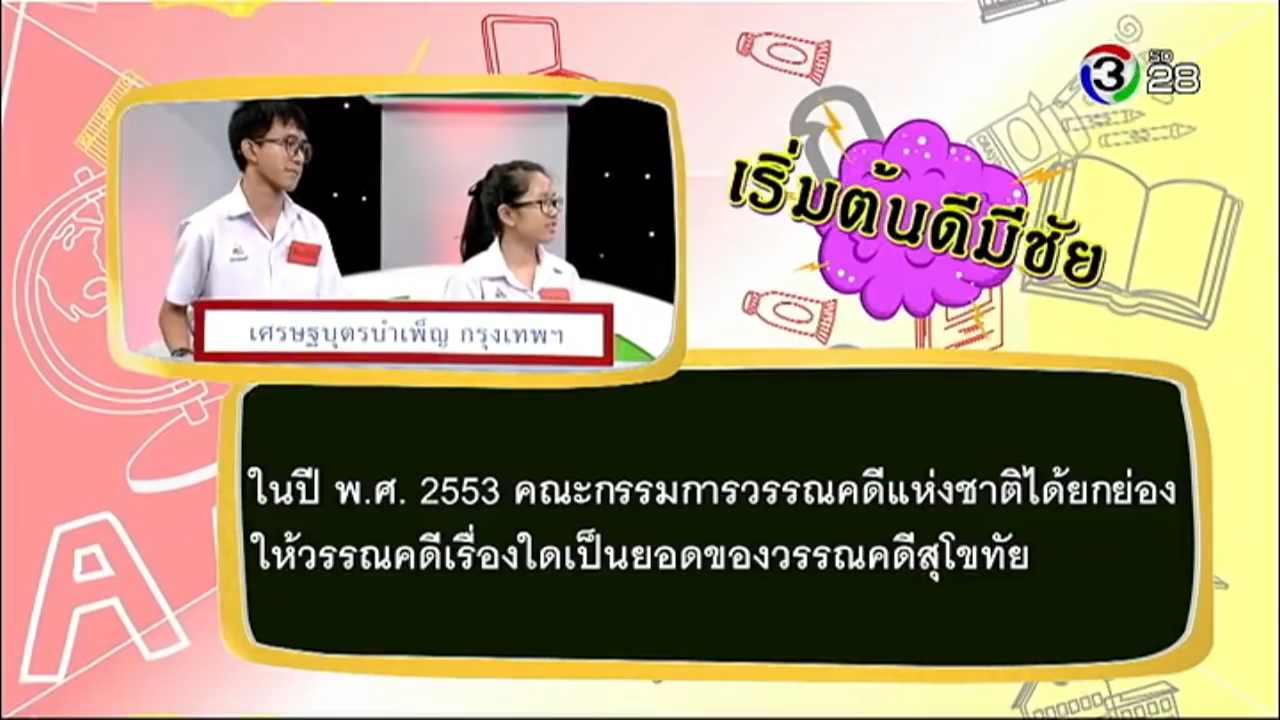 3 SD
28
เริ่มต้นดีมีชัย
เศรษฐบุตรบำเพ็ญ กรุงเทพฯ
ในปี พ.ศ. 2553 คณะกรรมการวรรณคดีแห่งชาติได้ยกย่อง
ให้วรรณคดีเรื่องใดเป็นยอดของวรรณคดีสุโขทัย
A